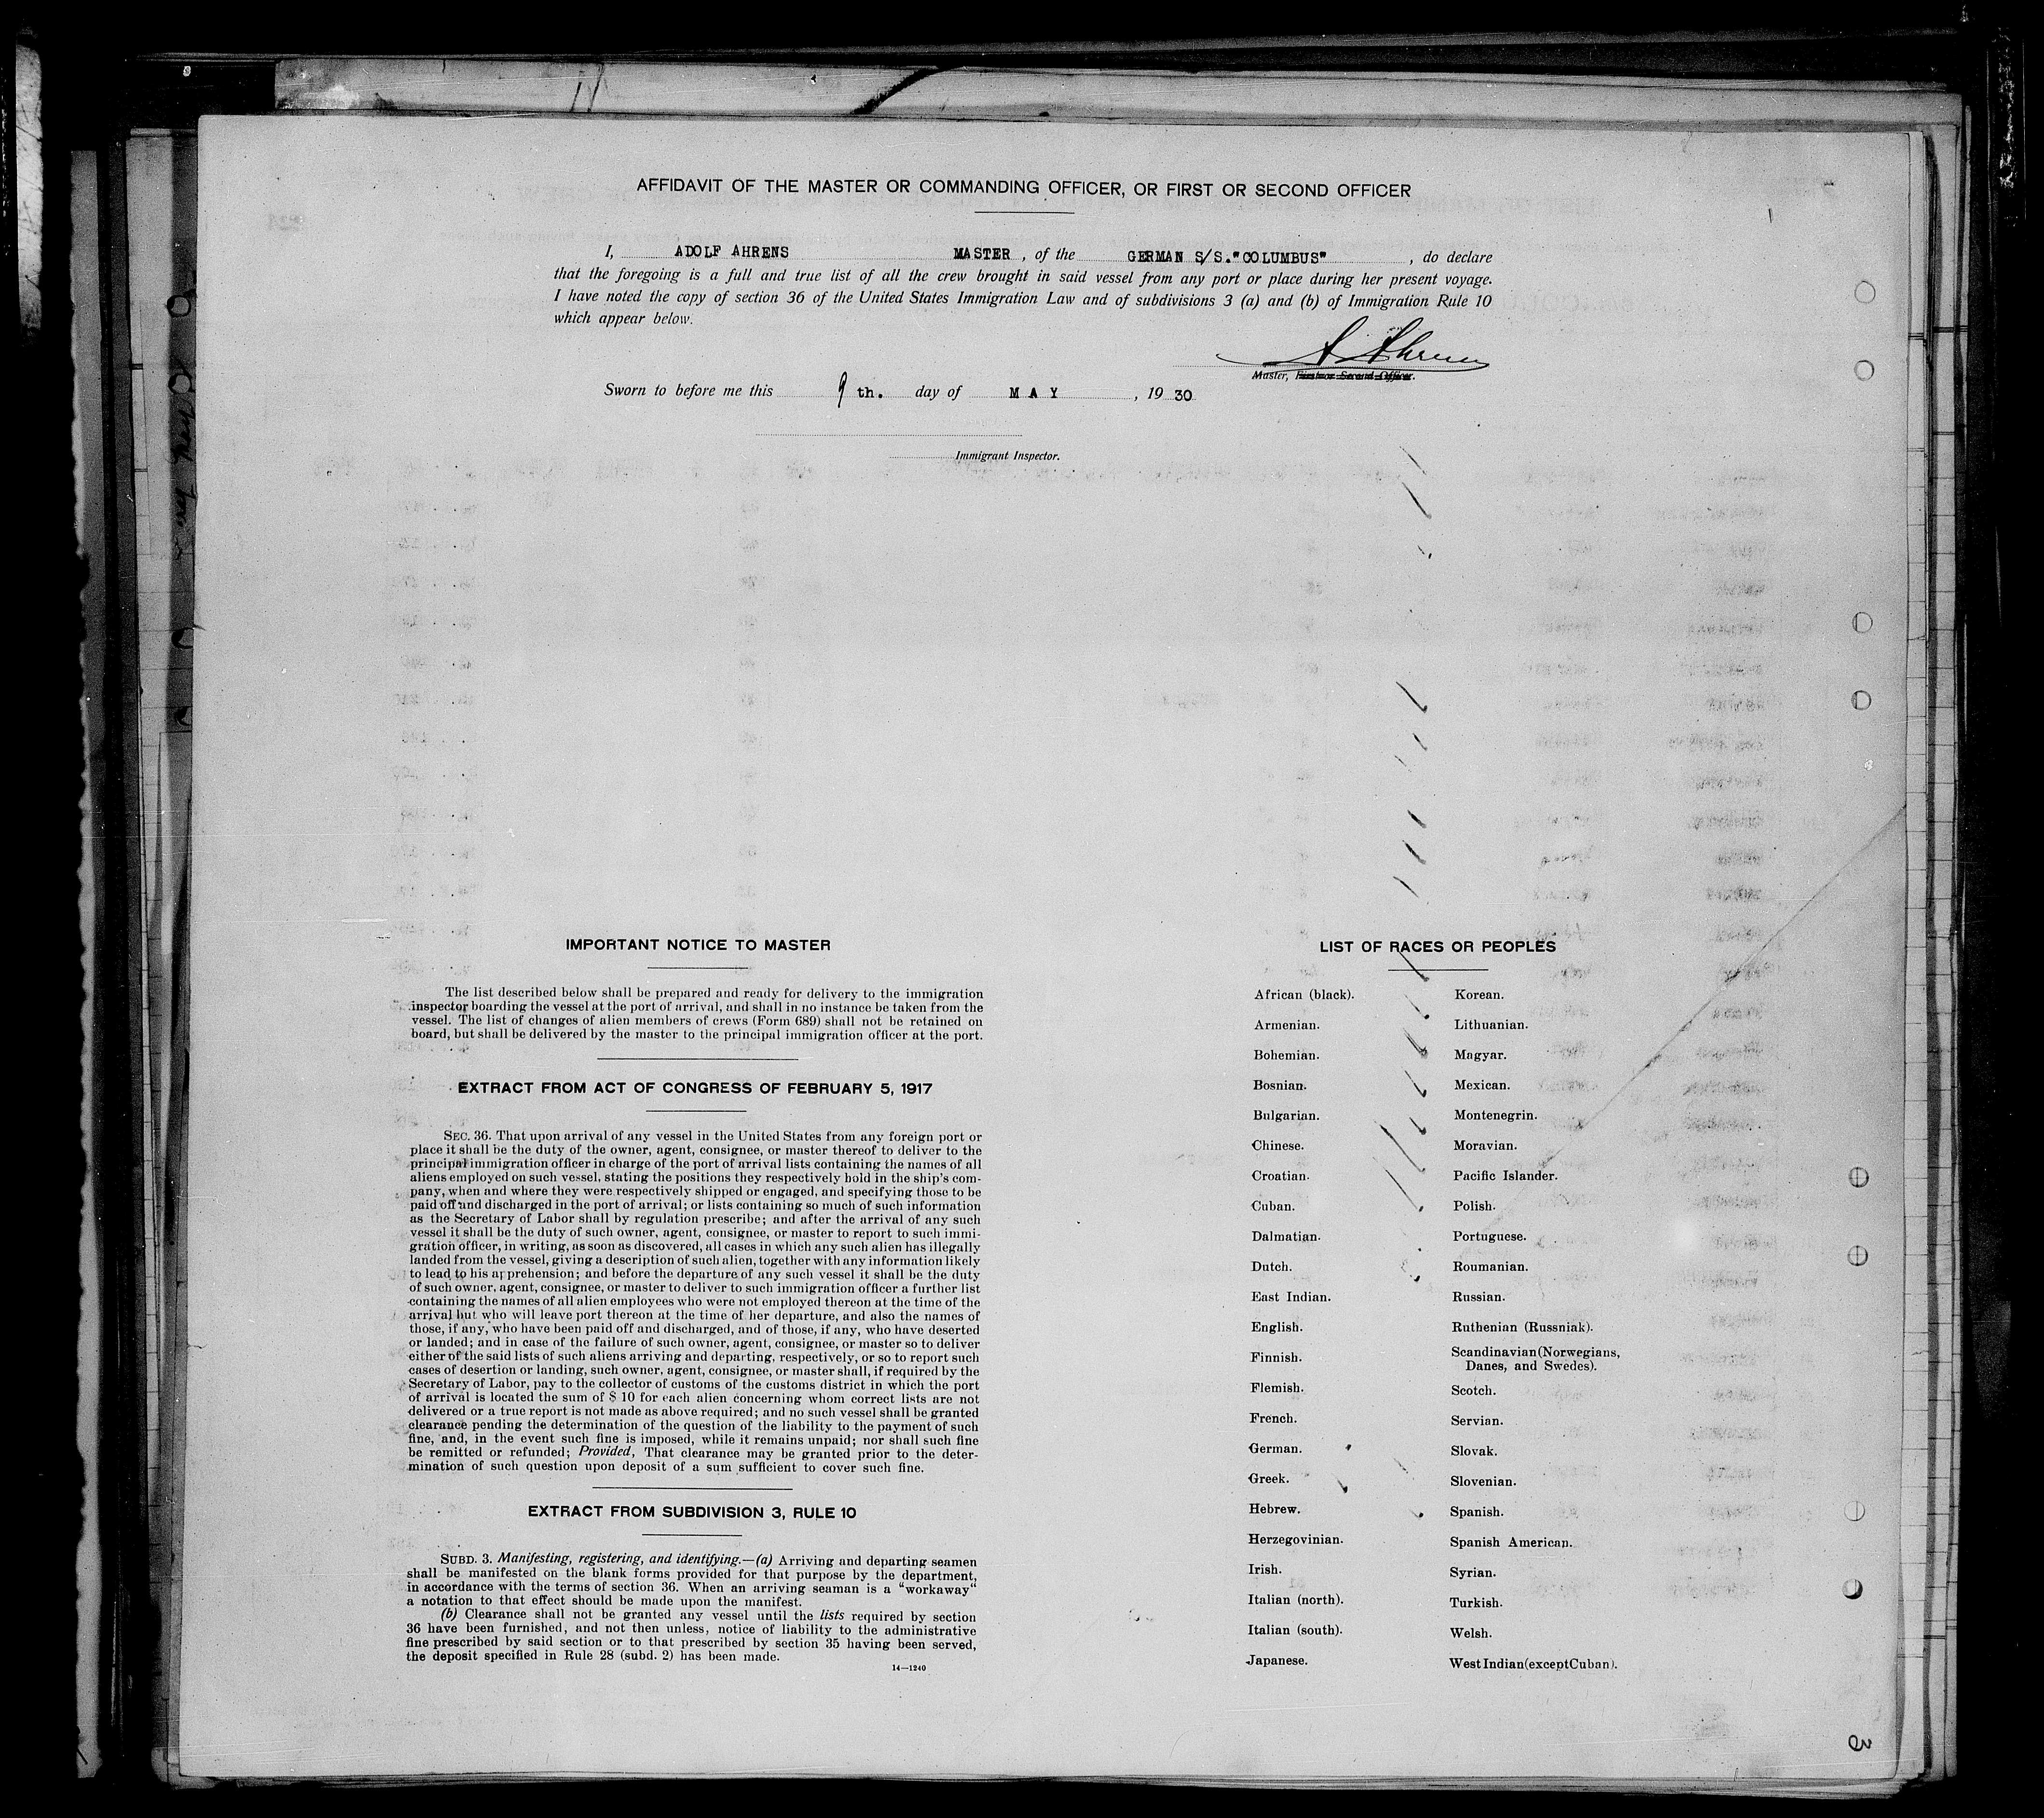 AFFIDAVIT OF THE MASTER OR COMMANDING OFFICER, OR FIRST OR SECOND OFFICER
I, ADOLF AHRENS MASTER, of the GERMAN S/S."COLUMBUS", do declare
that the foregoing is a full and true list of all the crew brought in said vessel from any port or place during her present voyage.
I have noted the copy of section 36 of the United States Immigration Law and of subdivisions 3 (a) and (b) of Immigration Rule 10
which appear below.
A Ahrens
Master, First or Second Officer.
Sworn to before me this 9 th. day of MAY, 19 30
Immigrant Inspector.
IMPORTANT NOTICE TO MASTER
The list described below shall be prepared and ready for delivery to the immigration
inspector boarding the vessel at the port of arrival, and shall in no instance be taken from the
vessel. The list of changes of alien members of crews (Form 689) shall not be retained on
board, but shall be delivered by the master to the principal immigration officer at the port.
EXTRACT FROM ACT OF CONGRESS OF FEBRUARY 5, 1917
SEC. 36. That upon arrival of any vessel in the United States from any foreign port or
place it shall be the duty of the owner, agent, consignee, or master thereof to deliver to the
principal immigration officer in charge of the port of arrival lists containing the names of all
aliens employed on such vessel, stating the positions they respectively hold in the ship's com-
pany, when and where they were respectively shipped or engaged, and specifying those to be
paid off and discharged in the port of arrival; or lists containing so much of such information
as the Secretary of Labor shall by regulation prescribe; and after the arrival of any such
vessel it shall be the duty of such owner, agent, consignee, or master to report to such immi-
gration officer, in writing, as soon as discovered, all cases in which any such alien has illegally
landed from the vessel, giving a description of such alien, together with any information likely
to lead to his apprehension; and before the departure of any such vessel it shall be the duty
of such owner, agent, consignee, or master to deliver to such immigration officer a further list
containing the names of all alien employees who were not employed thereon at the time of the
arrival but who will leave port thereon at the time of her departure, and also the names of
those, if any, who have been paid off and discharged, and of those, if any, who have deserted
or landed; and in case of the failure of such owner, agent, consignee, or master so to deliver
either of the said lists of such aliens arriving and departing, respectively, or so to report such
cases of desertion or landing, such owner, agent, consignee, or master shall, if required by the
Secretary of Labor, pay to the collector of customs of the customs district in which the port
of arrival is located the sum of $ 10 for each alien concerning whom correct lists are not
delivered or a true report is not made as above required; and no such vessel shall be granted
clearance pending the determination of the question of the liability to the payment of such
fine, and, in the event such fine is imposed, while it remains unpaid; nor shall such fine
be remitted or refunded; Provided, That clearance may be granted prior to the deter-
mination of such question upon deposit of a sum sufficient to cover such fine.
EXTRACT FROM SUBDIVISION 3, RULE 10
SUBD. 3. Manifesting, registering, and identifying.—(a) Arriving and departing seamen
shall be manifested on the blank forms provided for that purpose by the department,
in accordance with the terms of section 36. When an arriving seaman is a "workaway"
a notation to that effect should be made upon the manifest.
(b) Clearance shall not be granted any vessel until the lists required by section
36 have been furnished, and not then unless, notice of liability to the administrative
fine prescribed by said section or to that prescribed by section 35 having been served,
the deposit specified in Rule 28 (subd. 2) has been made.
14—1240
LIST OF RACES OR PEOPLES
African (black).
Armenian.
Bohemian.
Bosnian.
Bulgarian.
Chinese.
Croatian.
Cuban.
Dalmatian.
Dutch.
East Indian.
English.
Finnish.
Flemish.
French.
German.
Greek.
Hebrew.
Herzegovinian.
Irish.
Italian (north).
Italian (south).
Japanese.
Korean.
Lithuanian.
Magyar.
Mexican.
Montenegrin.
Moravian.
Pacific Islander.
Polish.
Portuguese.
Roumanian.
Russian.
Ruthenian (Russniak).
Scandinavian (Norwegians,
Danes, and Swedes).
Scotch.
Servian.
Slovak.
Slovenian.
Spanish.
Spanish American.
Syrian.
Turkish.
Welsh.
West Indian (except Cuban).